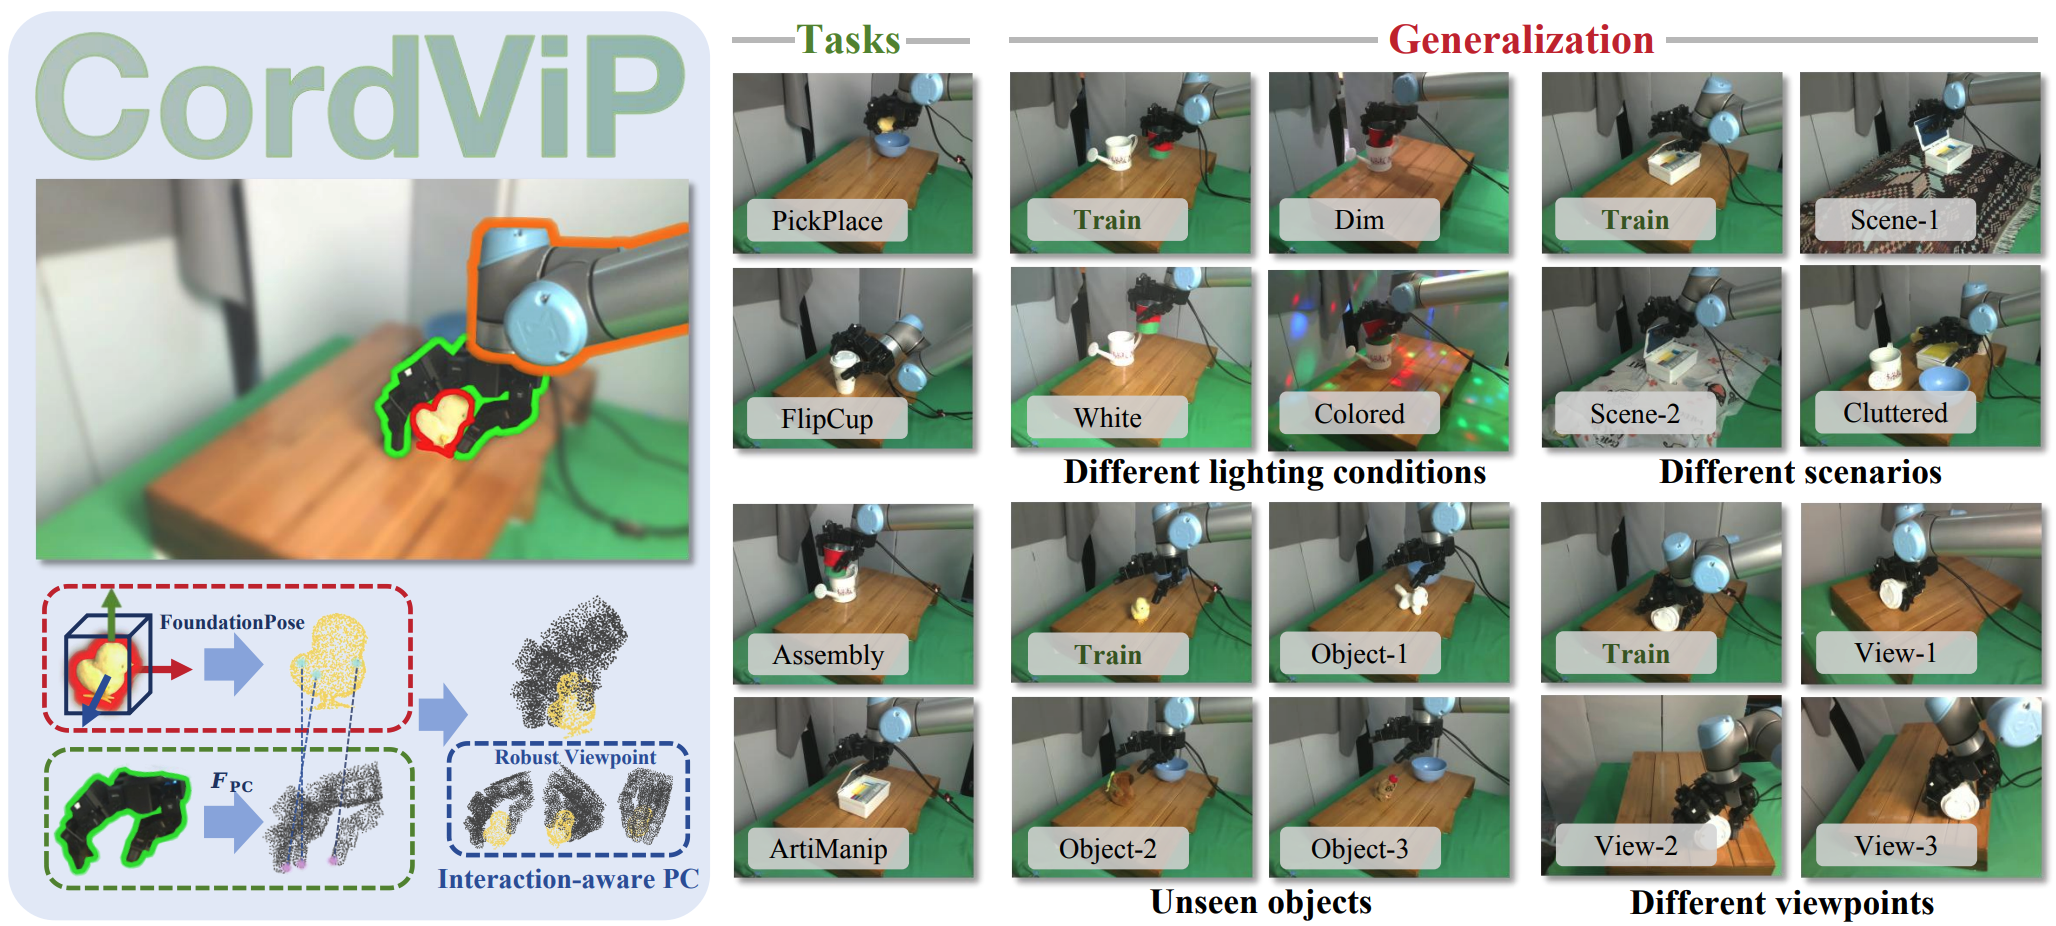 CordViP
FoundationPose
F PC
Robust Viewpoint
Interaction-aware PC
Tasks
PickPlace
FlipCup
Assembly
ArtiManip
Generalization
Train
Dim
White
Colored
Different lighting conditions
Train
Scene-1
Scene-2
Cluttered
Different scenarios
Train
Object-1
Object-2
Object-3
Unseen objects
Train
View-1
View-2
View-3
Different viewpoints